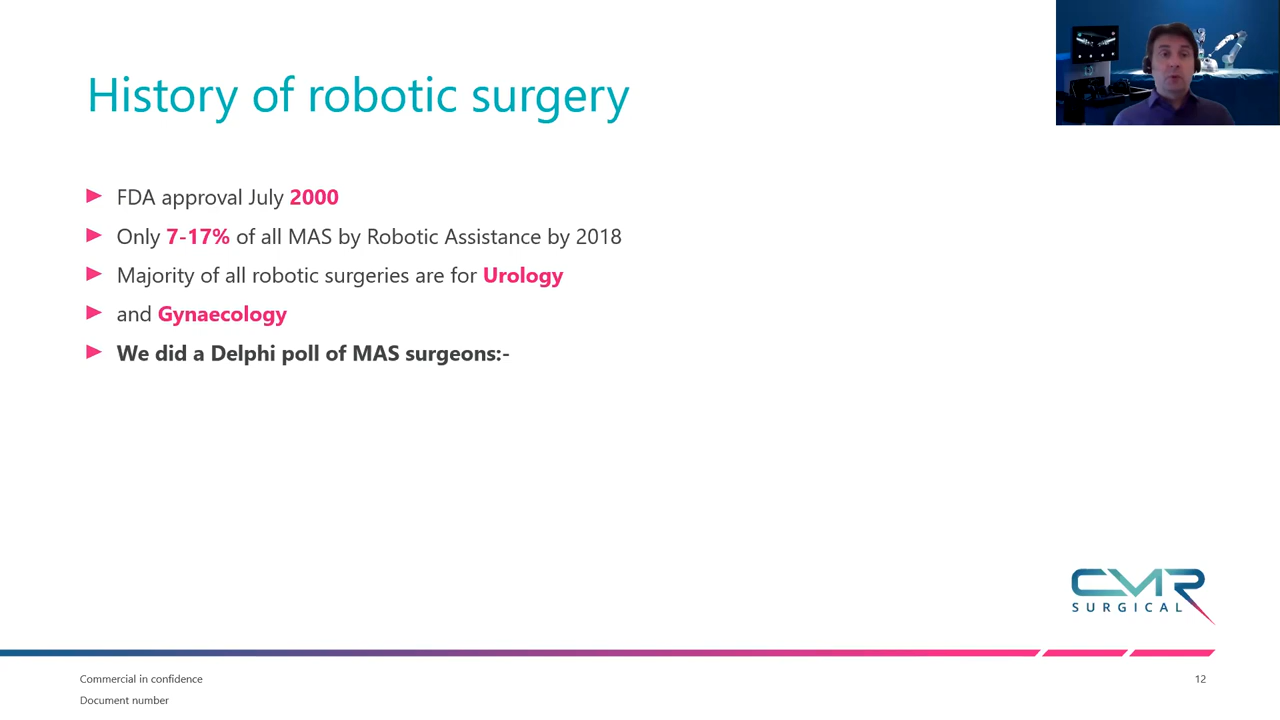 History of robotic surgery
FDA approval July 2000
Only 7-17% of all MAS by Robotic Assistance by 2018
Majority of all robotic surgeries are for Urology
and Gynaecology
We did a Delphi poll of MAS surgeons:-
CMR
SURGICAL
Commercial in confidence
12
Document number